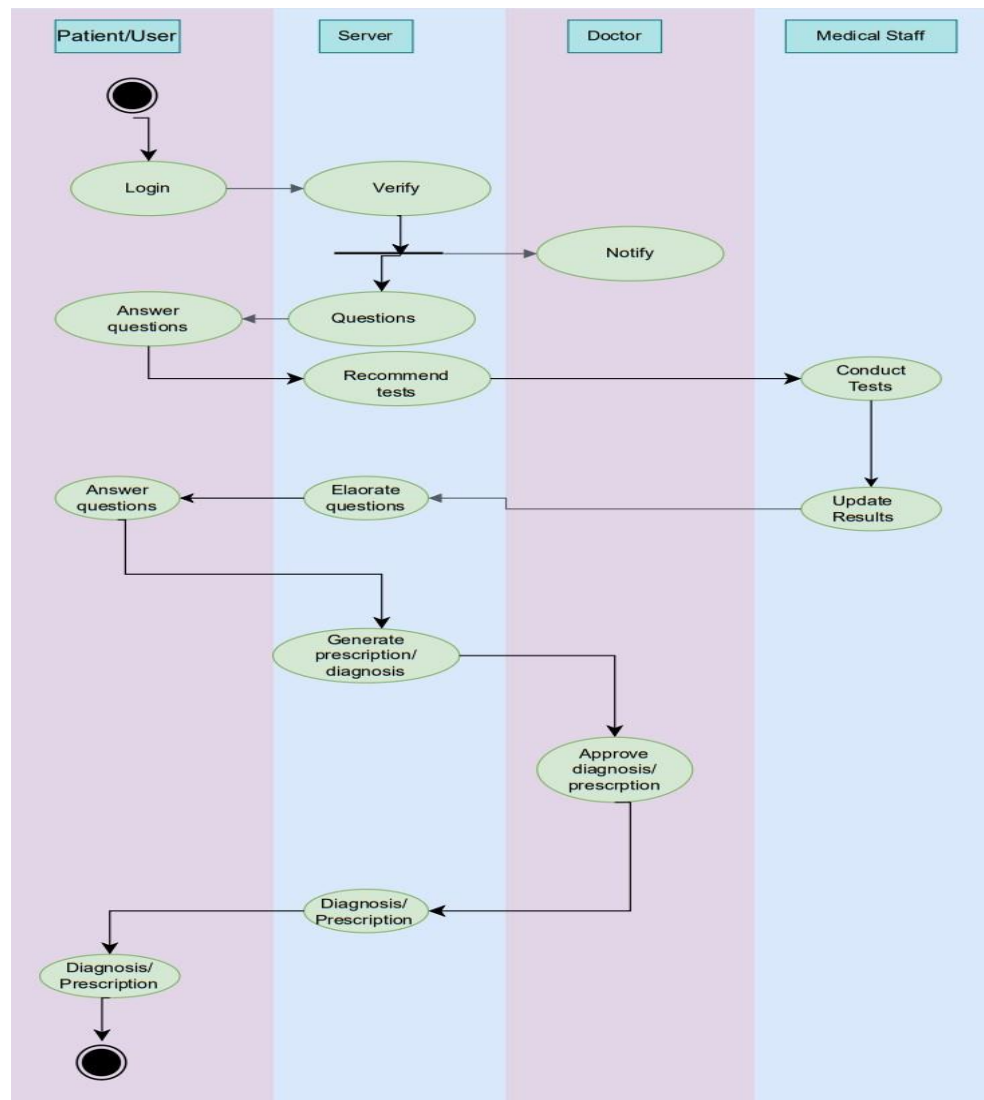 Patient/User
Server
Doctor
Medical Staff
Login
Verify
Notify
Answer
questions
Questions
Recommend
tests
Conduct
Tests
Answer
questions
Elaorate
questions
Update
Results
Generate
prescription/
diagnosis
Approve
diagnosis/
prescrption
Diagnosis/
Prescription
Diagnosis/
Prescription